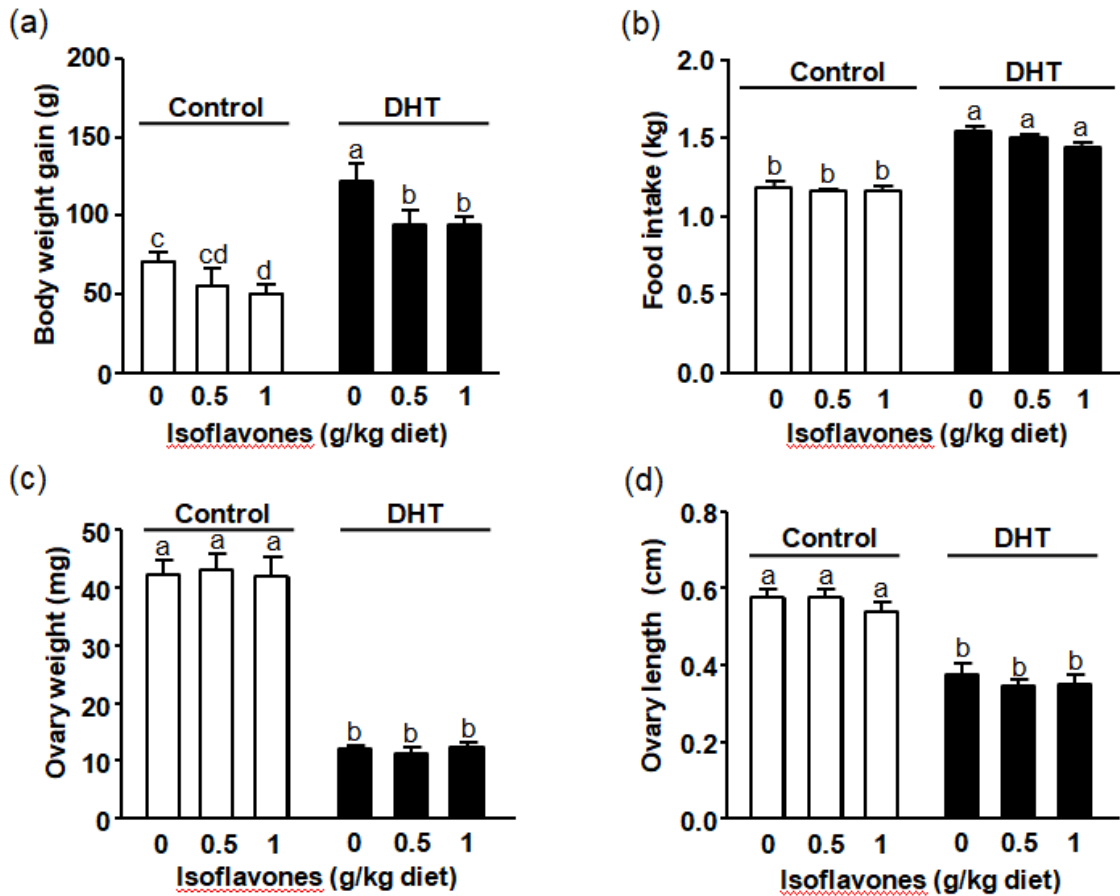 (a)
200
150
100
50
0
Body weight gain (g)
Control
DHT
c
cd
d
a
b
b
0 0.5 1 0 0.5 1
Isoflavones (g/kg diet)
(b)
2.0
1.5
1.0
0.5
0.0
Food intake (kg)
Control
DHT
b
b
b
a
a
a
0 0.5 1 0 0.5 1
Isoflavones (g/kg diet)
(c)
50
40
30
20
10
0
Ovary weight (mg)
Control
DHT
a
a
a
b
b
b
0 0.5 1 0 0.5 1
Isoflavones (g/kg diet)
(d)
0.8
0.6
0.4
0.2
0.0
Ovary length (cm)
Control
DHT
a
a
a
b
b
b
0 0.5 1 0 0.5 1
Isoflavones (g/kg diet)